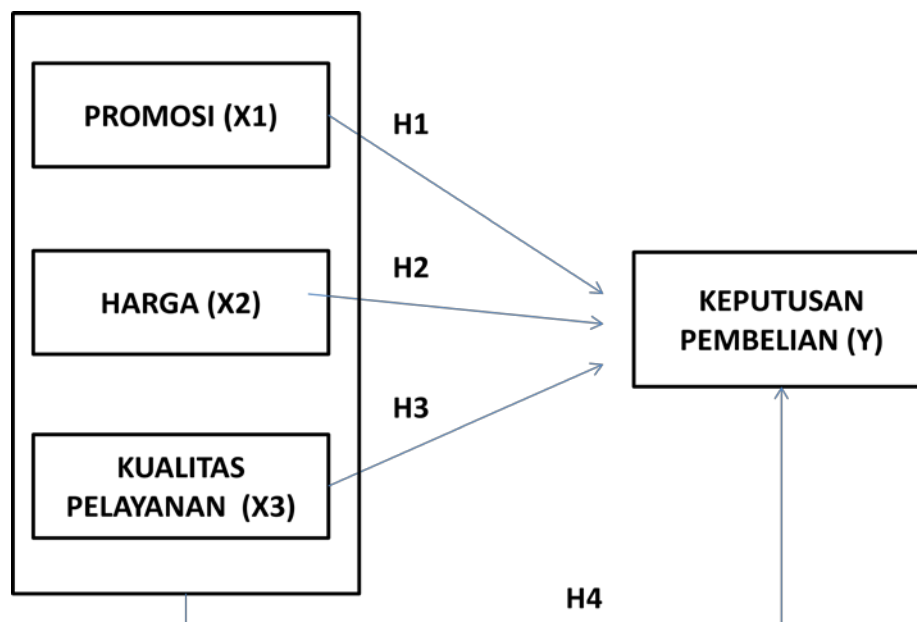 PROMOSI (X1)
H1
HARGA (X2)
H2
KEPUTUSAN
PEMBELIAN (Y)
H3
KUALITAS
PELAYANAN (X3)
H4